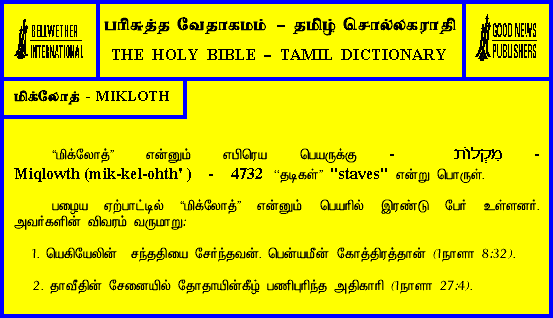 BELLWETHER
INTERNATIONAL
பரிசுத்த வேதாகமம் – தமிழ் சொல்லகராதி
THE HOLY BIBLE – TAMIL DICTIONARY
GOOD NEWS
PUBLISHERS
மிக்லோத் - MIKLOTH
“மிக்லோத்” என்னும் எபிரெய பெயருக்கு - מִקְלוֹת -
Miqlowth (mik-kel-ohth' ) - 4732 “தடிகள்” "staves" என்று பொருள்.
பழைய ஏற்பாட்டில் “மிக்லோத்” என்னும் பெயரில் இரண்டு பேர் உள்ளனர்.
அவர்களின் விவரம் வருமாறு:
1. யெகியேலின் சந்ததியை சேர்ந்தவன். பென்யமீன் கோத்திரத்தான் (1நாளா 8:32).
2. தாவீதின் சேனையில் தோதாயின்கீழ் பணிபுரிந்த அதிகாரி (1நாளா 27:4).